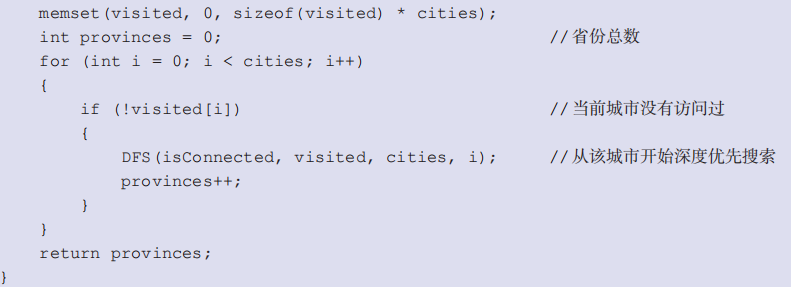 memset(visited, 0, sizeof(visited) * cities);
int provinces = 0; //省份总数
for (int i = 0; i < cities; i++)
{
if (!visited[i]) //当前城市没有访问过
{
DFS(isConnected, visited, cities, i); //从该城市开始深度优先搜索
provinces++;
}
}
return provinces;
}